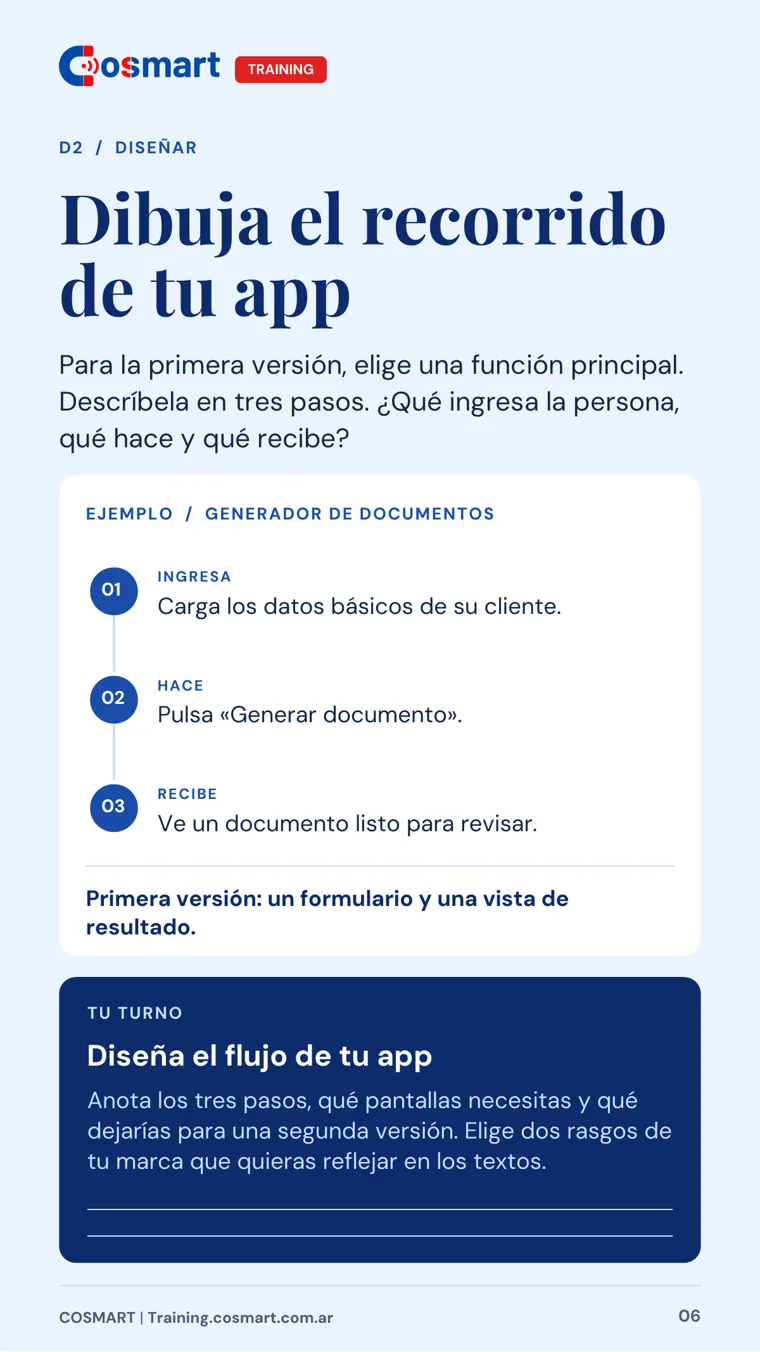 Cosmart TRAINING
D2 / DISEÑAR
Dibuja el recorrido
de tu app
Para la primera versión, elige una función principal.
Descríbela en tres pasos. ¿Qué ingresa la persona,
qué hace y qué recibe?
EJEMPLO / GENERADOR DE DOCUMENTOS
01
INGRESA
Carga los datos básicos de su cliente.
02
HACE
Pulsa «Generar documento».
03
RECIBE
Ve un documento listo para revisar.
Primera versión: un formulario y una vista de
resultado.
TU TURNO
Diseña el flujo de tu app
Anota los tres pasos, qué pantallas necesitas y qué
dejarías para una segunda versión. Elige dos rasgos de
tu marca que quieras reflejar en los textos.
COSMART | Training.cosmart.com.ar
06